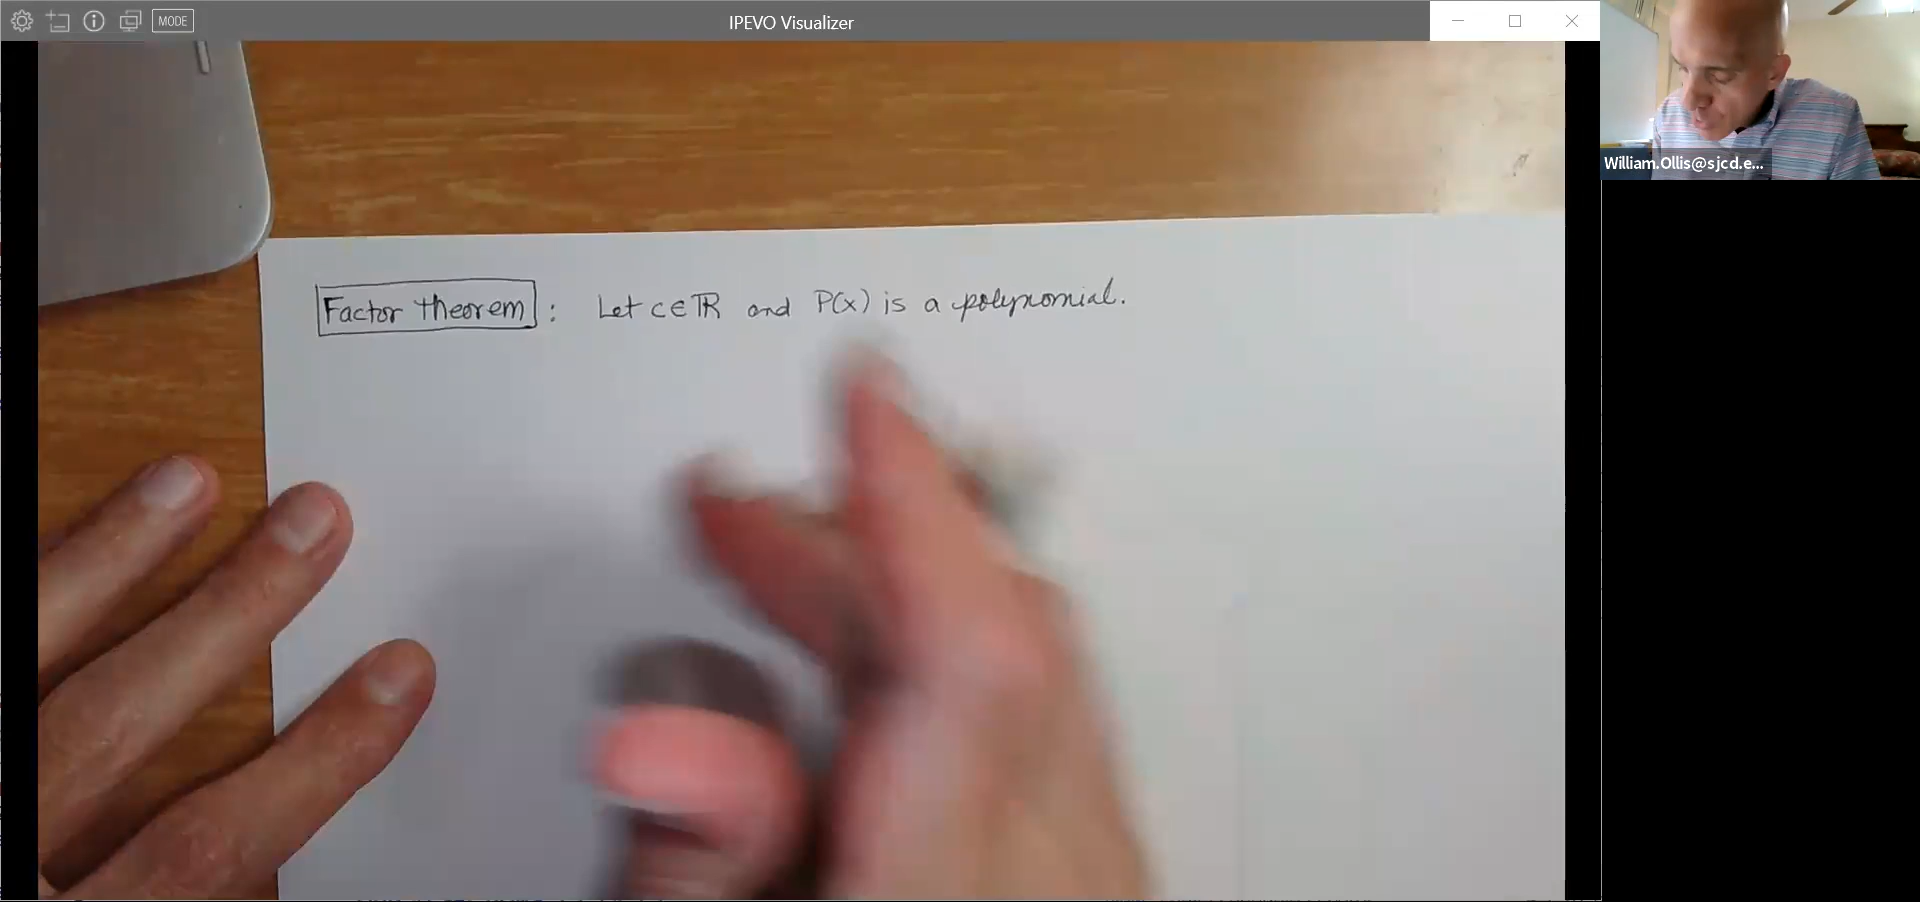 MODE
IPEVO Visualizer
William.Ollis@sjcd.e...
Factor Theorem : Let c∈ℝ and P(x) is a polynomial.